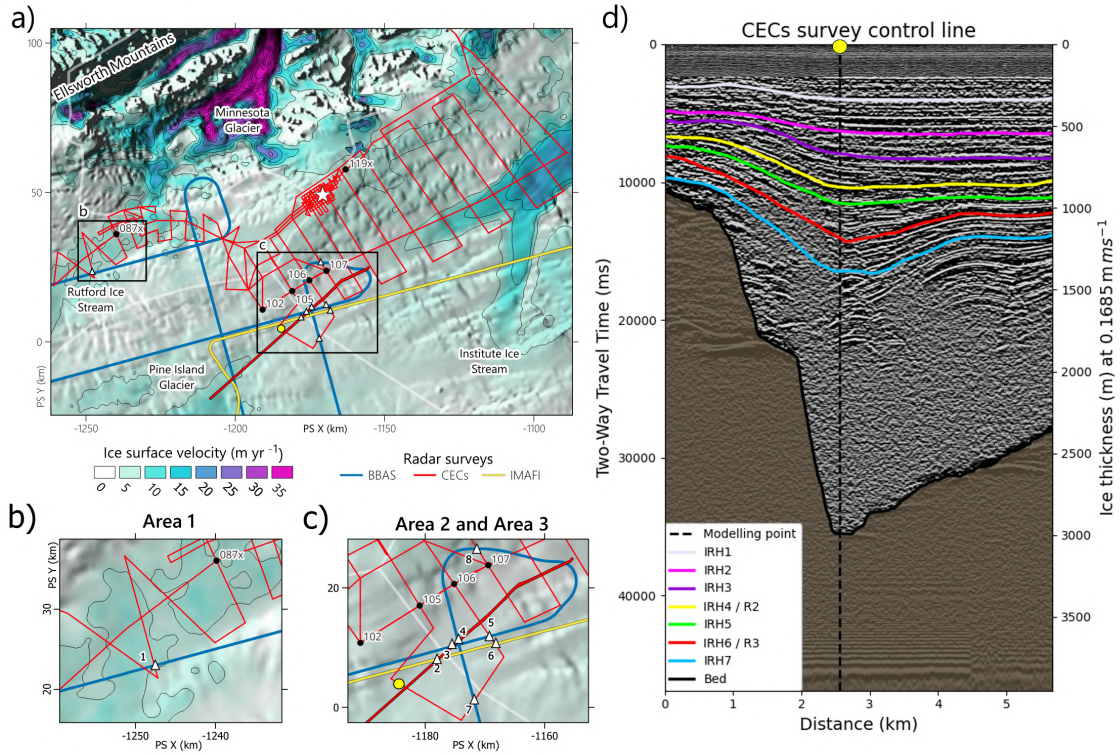 a)
100
50
0
PS Y (km)
Ellsworth Mountains
Minnesota
Glacier
119x
b
087x
c
107
106
102
105
Rutford Ice
Stream
Pine Island
Glacier
Institute Ice
Stream
-1250
-1200
PS X (km)
-1150
-1100
Ice surface velocity (m yr -1)
0
5
10
15
20
25
30
35
Radar surveys
BBAS
CECs
IMAFI
b)
Area 1
PS Y (km)
30
20
087x
1
-1250
-1240
PS X (km)
c)
Area 2 and Area 3
20
0
8
107
106
105
102
5
4
3
6
2
7
-1180
PS X (km)
-1160
d)
CECs survey control line
0
10000
20000
30000
40000
Two-Way Travel Time (ms)
0
500
1000
1500
2000
2500
3000
3500
Ice thickness (m) at 0.1685 m ms⁻¹
Modelling point
IRH1
IRH2
IRH3
IRH4 / R2
IRH5
IRH6 / R3
IRH7
Bed
0
1
2
3
4
5
Distance (km)